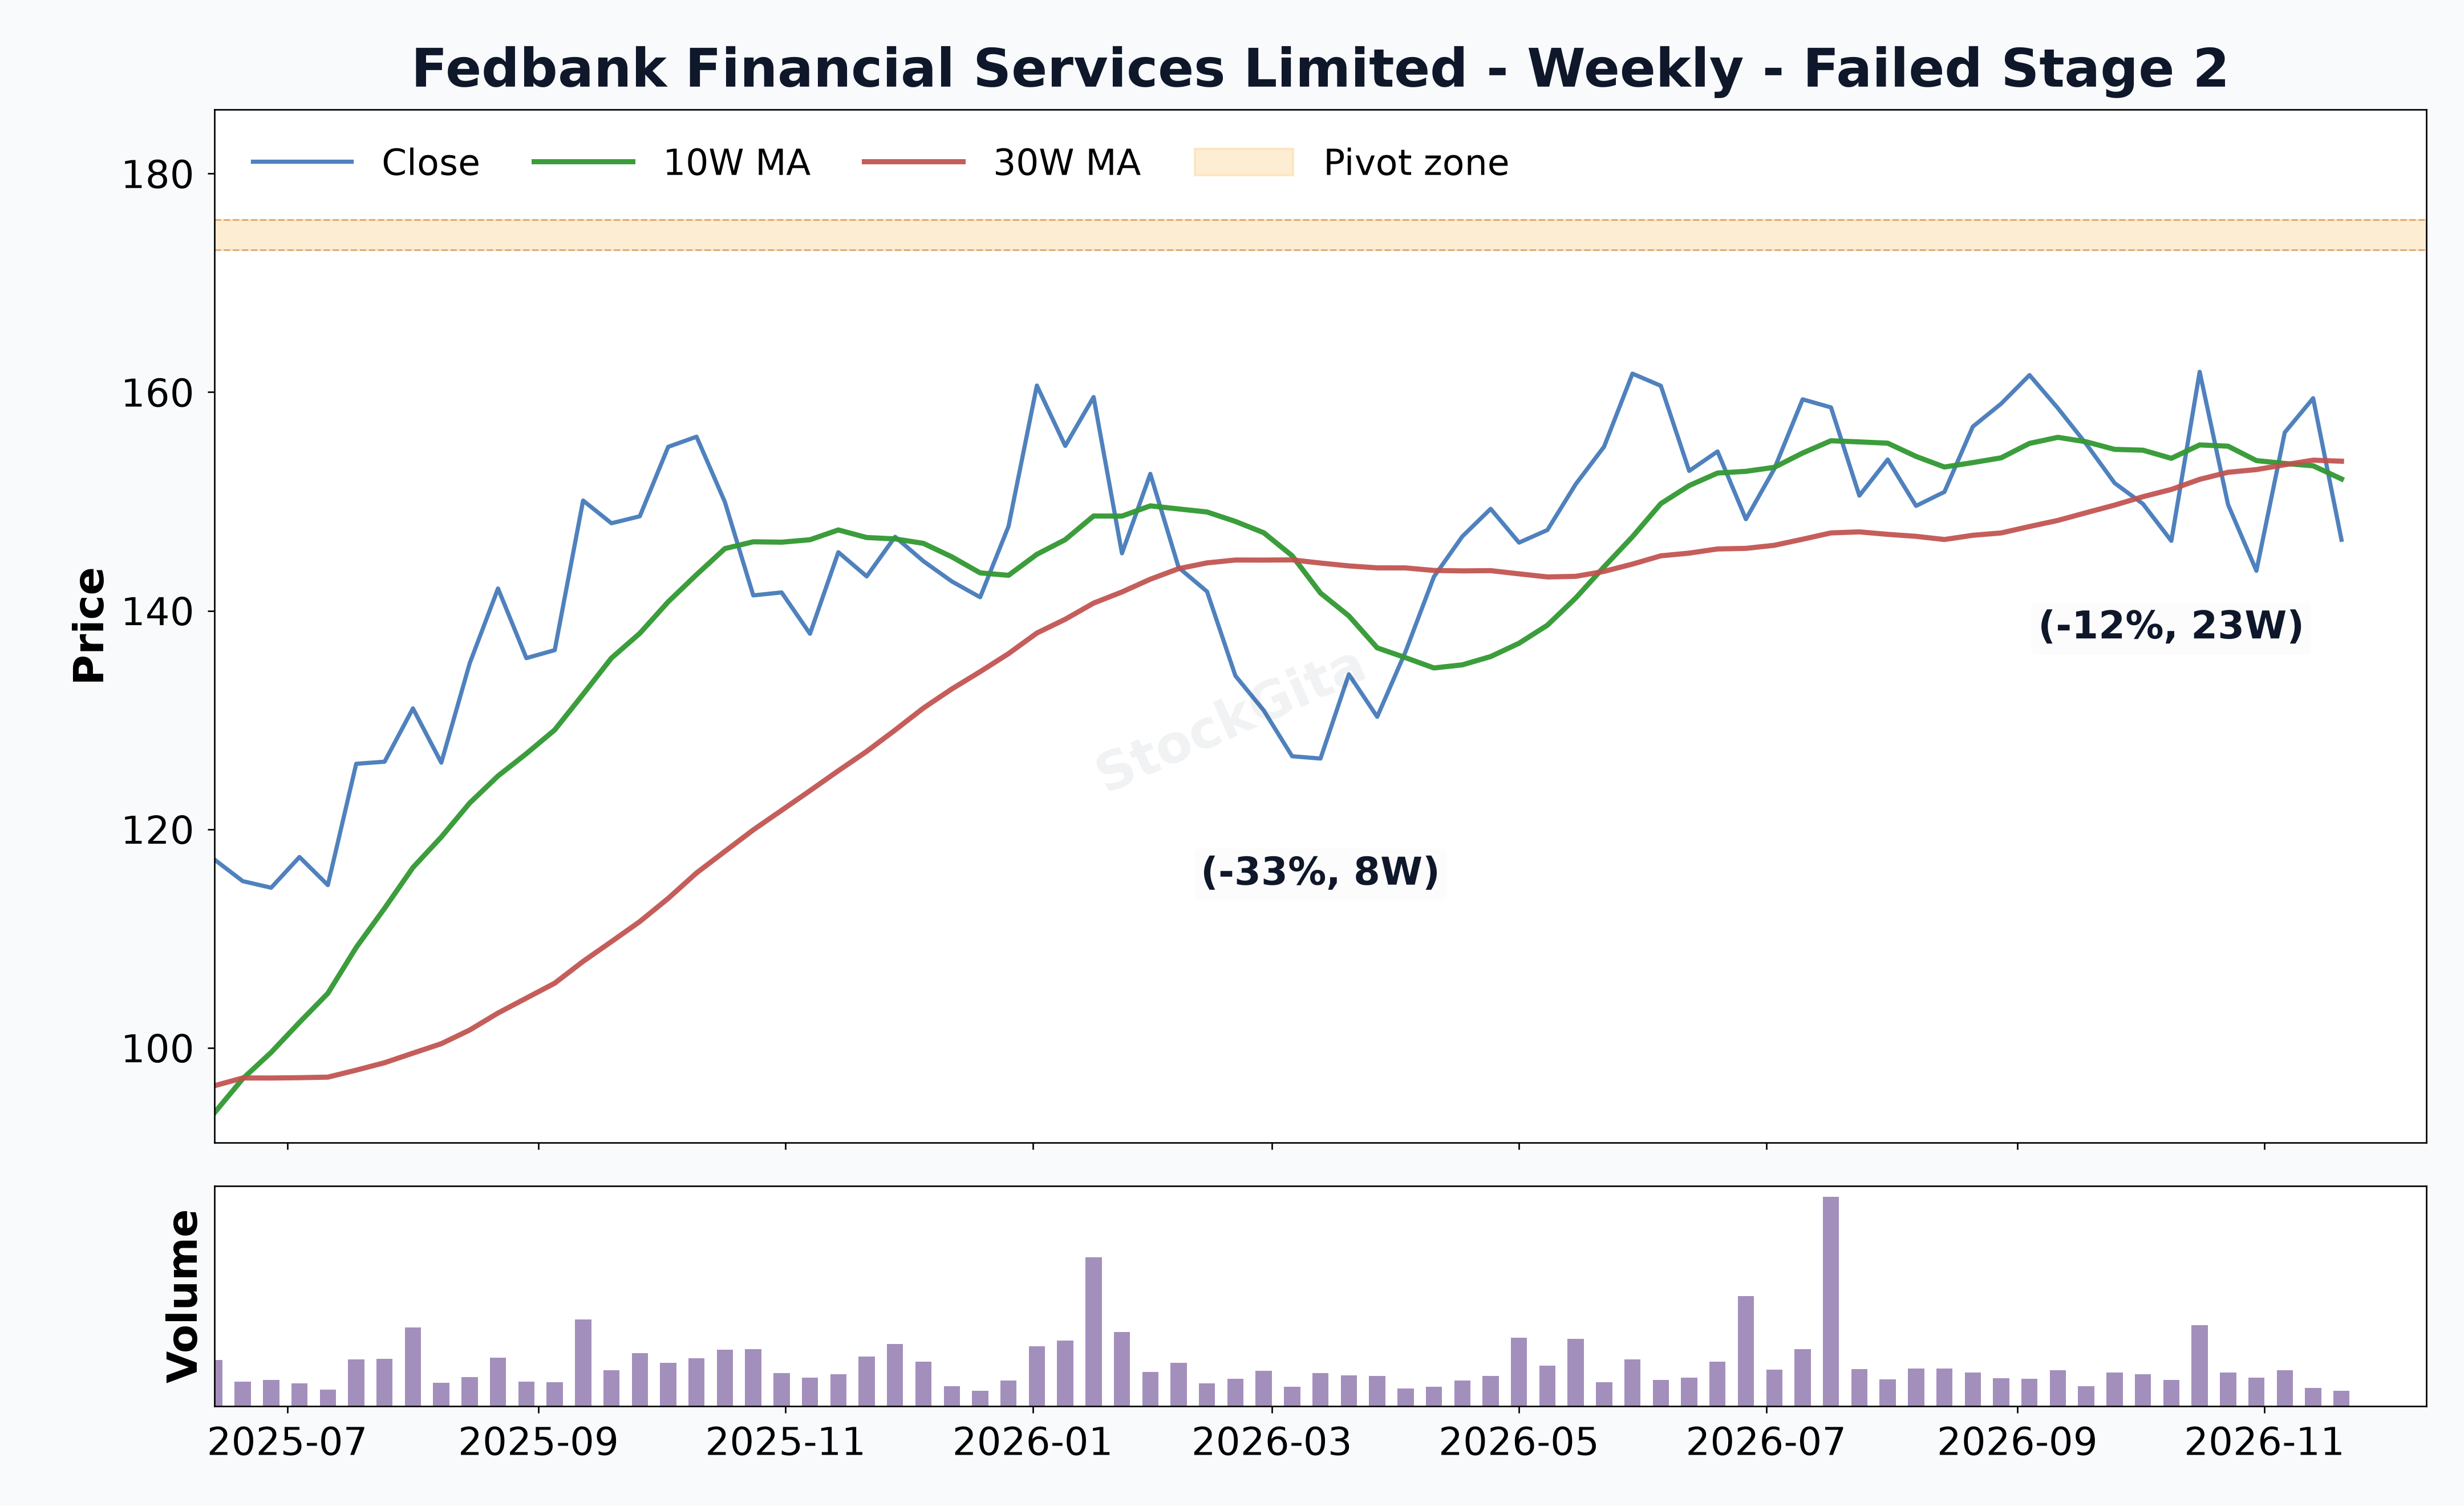 Fedbank Financial Services Limited - Weekly - Failed Stage 2
Close
10W MA
30W MA
Pivot zone
180
160
140
120
100
Price
StockGita
(-12%, 23W)
(-33%, 8W)
Volume
2025-07
2025-09
2025-11
2026-01
2026-03
2026-05
2026-07
2026-09
2026-11